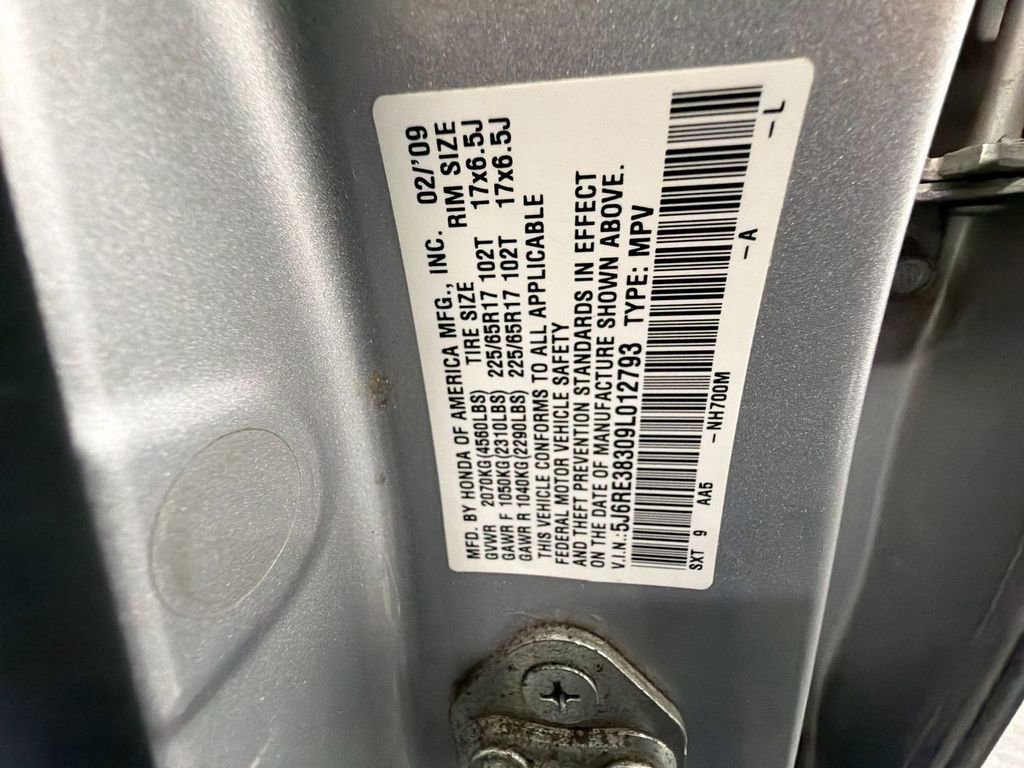 MFD. BY HONDA OF AMERICA MFG., INC. 02/'09
GVWR 2070KG(4560LBS) TIRE SIZE RIM SIZE
GAWR F 1050KG(2310LBS) 225/65R17 102T 17x6.5J
GAWR R 1040KG(2290LBS) 225/65R17 102T 17x6.5J
THIS VEHICLE CONFORMS TO ALL APPLICABLE
FEDERAL MOTOR VEHICLE SAFETY
AND THEFT PREVENTION STANDARDS IN EFFECT
ON THE DATE OF MANUFACTURE SHOWN ABOVE.
V.I.N.:5J6RE38309L012793 TYPE: MPV
SXT 9 AA5 -NH700M -A -L